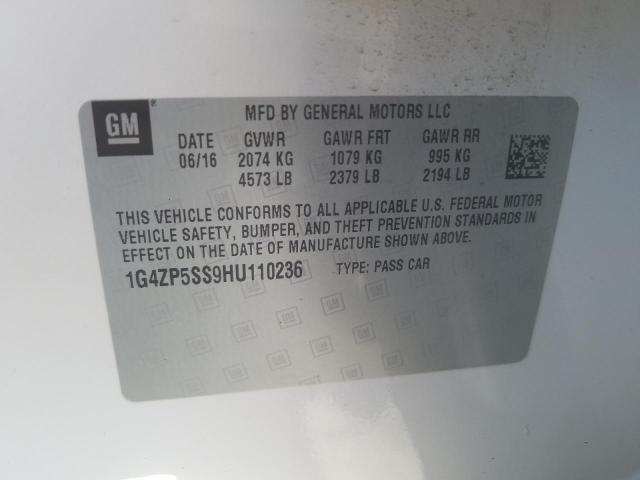 GM
MFD BY GENERAL MOTORS LLC
DATE GVWR GAWR FRT GAWR RR
06/16 2074 KG 1079 KG 995 KG
4573 LB 2379 LB 2194 LB
THIS VEHICLE CONFORMS TO ALL APPLICABLE U.S. FEDERAL MOTOR
VEHICLE SAFETY, BUMPER, AND THEFT PREVENTION STANDARDS IN
EFFECT ON THE DATE OF MANUFACTURE SHOWN ABOVE.
1G4ZP5SS9HU110236 TYPE: PASS CAR